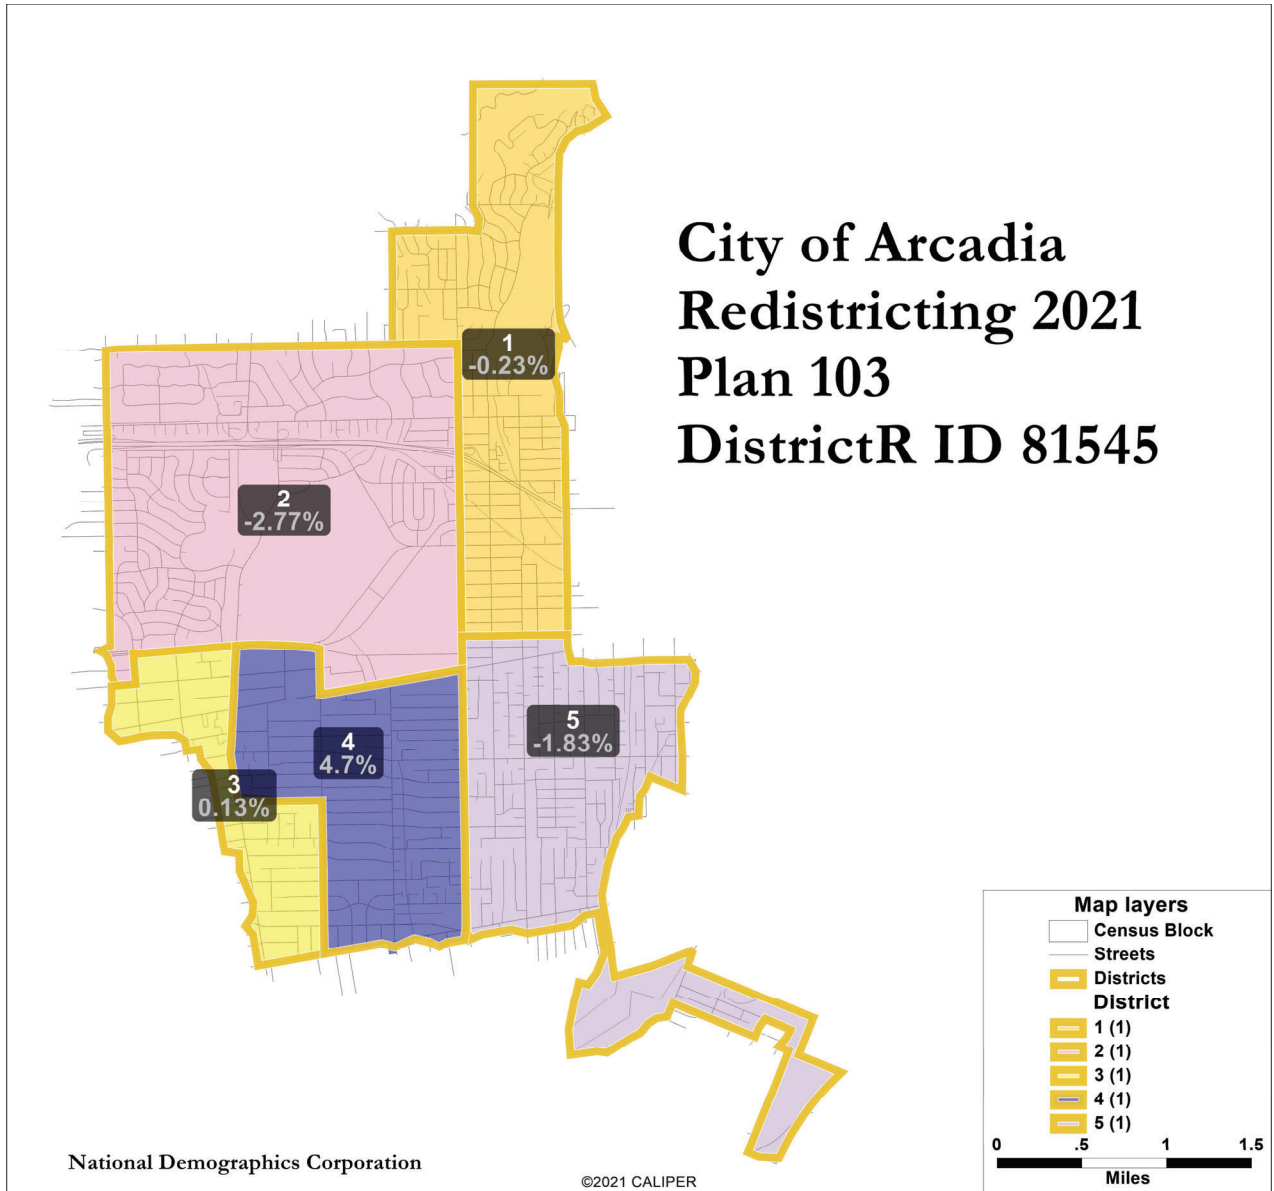 City of Arcadia
Redistricting 2021
Plan 103
DistrictR ID 81545
1
-0.23%
2
-2.77%
5
-1.83%
4
4.7%
3
0.13%
Map layers
Census Block
Streets
Districts
District
1 (1)
2 (1)
3 (1)
4 (1)
5 (1)
0 .5 1 1.5
Miles
National Demographics Corporation
©2021 CALIPER